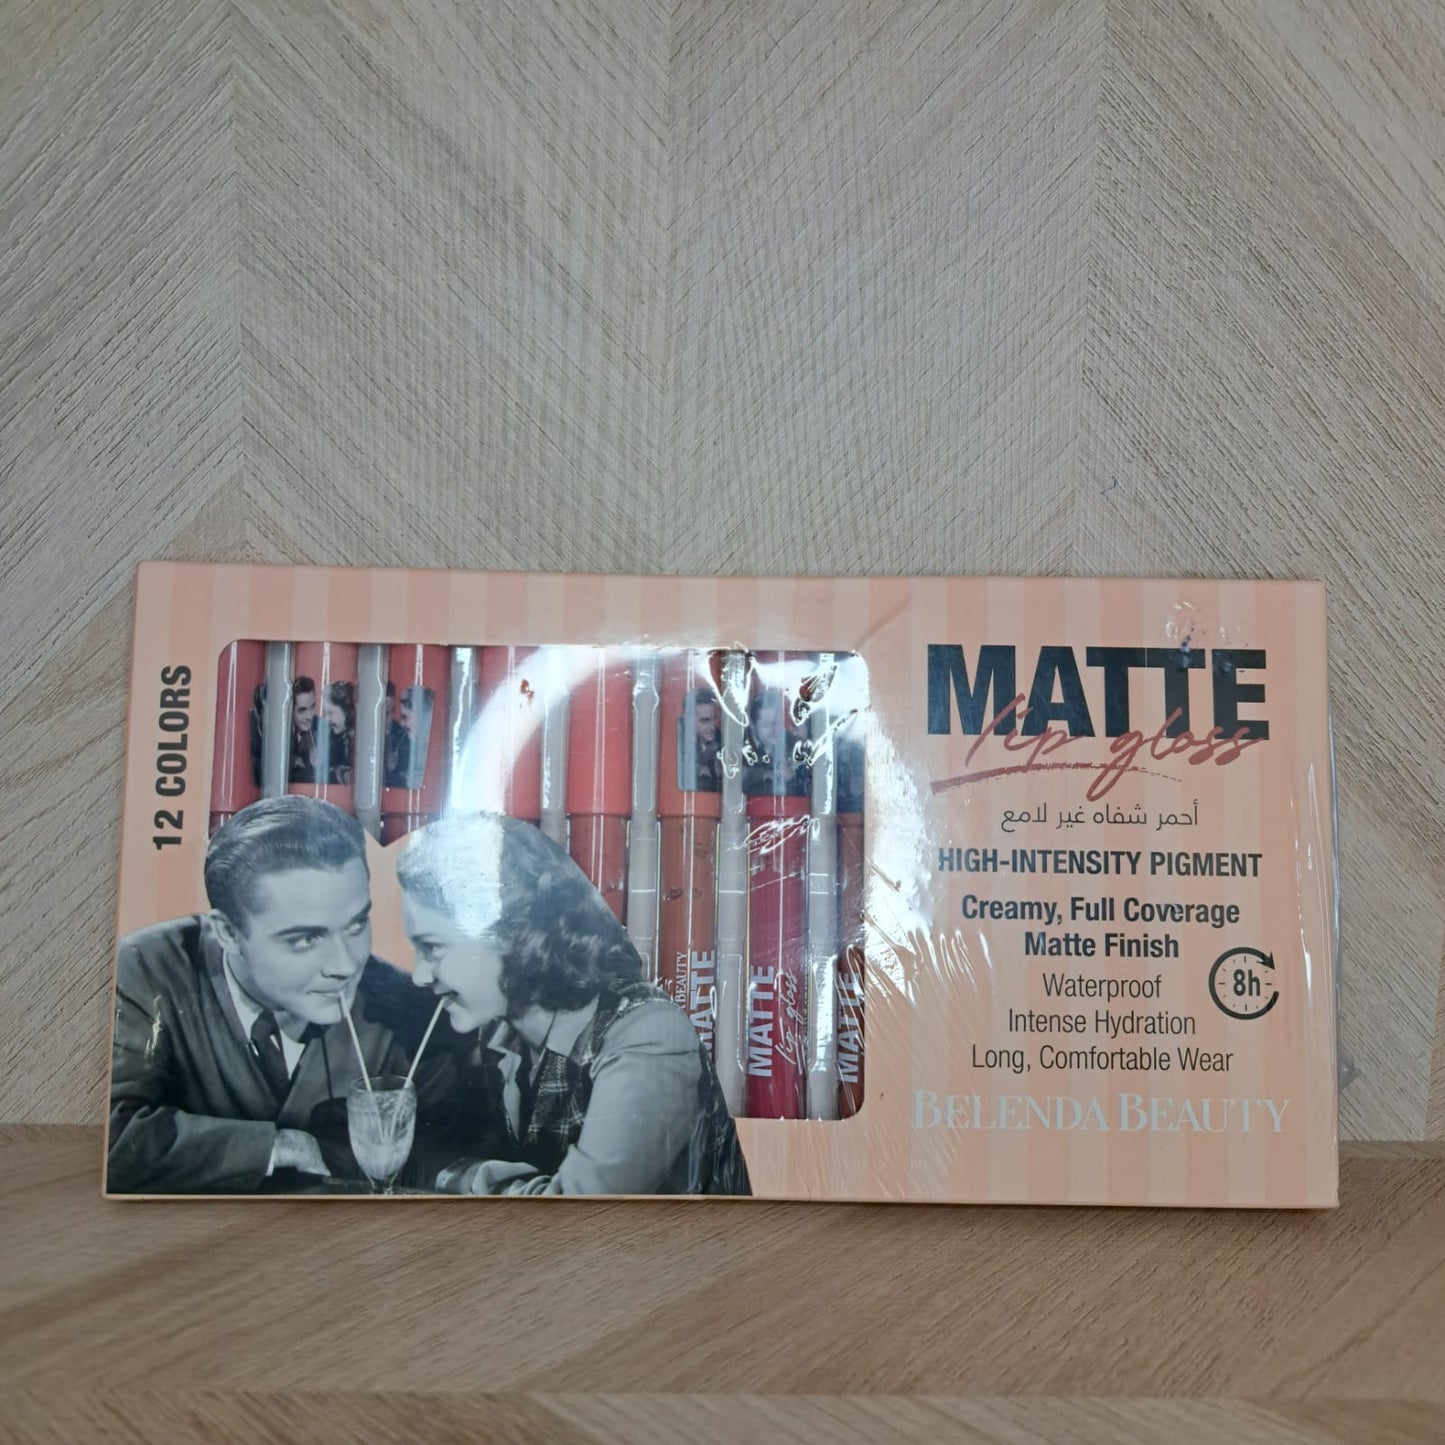 12 COLORS
MATTE
lip gloss
أحمر شفاه غير لامع
HIGH-INTENSITY PIGMENT
Creamy, Full Coverage
Matte Finish
Waterproof
Intense Hydration
Long, Comfortable Wear
8h
BELENDA BEAUTY
BEAUTY
MATTE
MATTE
lip gloss
MATTE